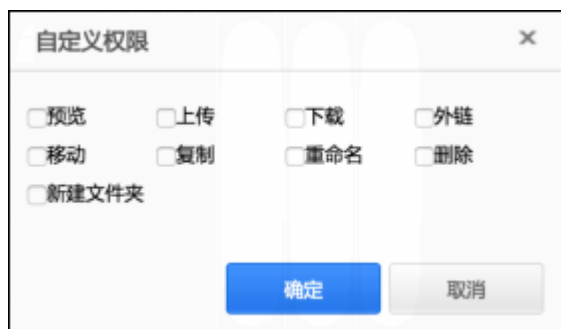 自定义权限 ×
预览 上传 下载 外链
移动 复制 重命名 删除
新建文件夹
确定 取消